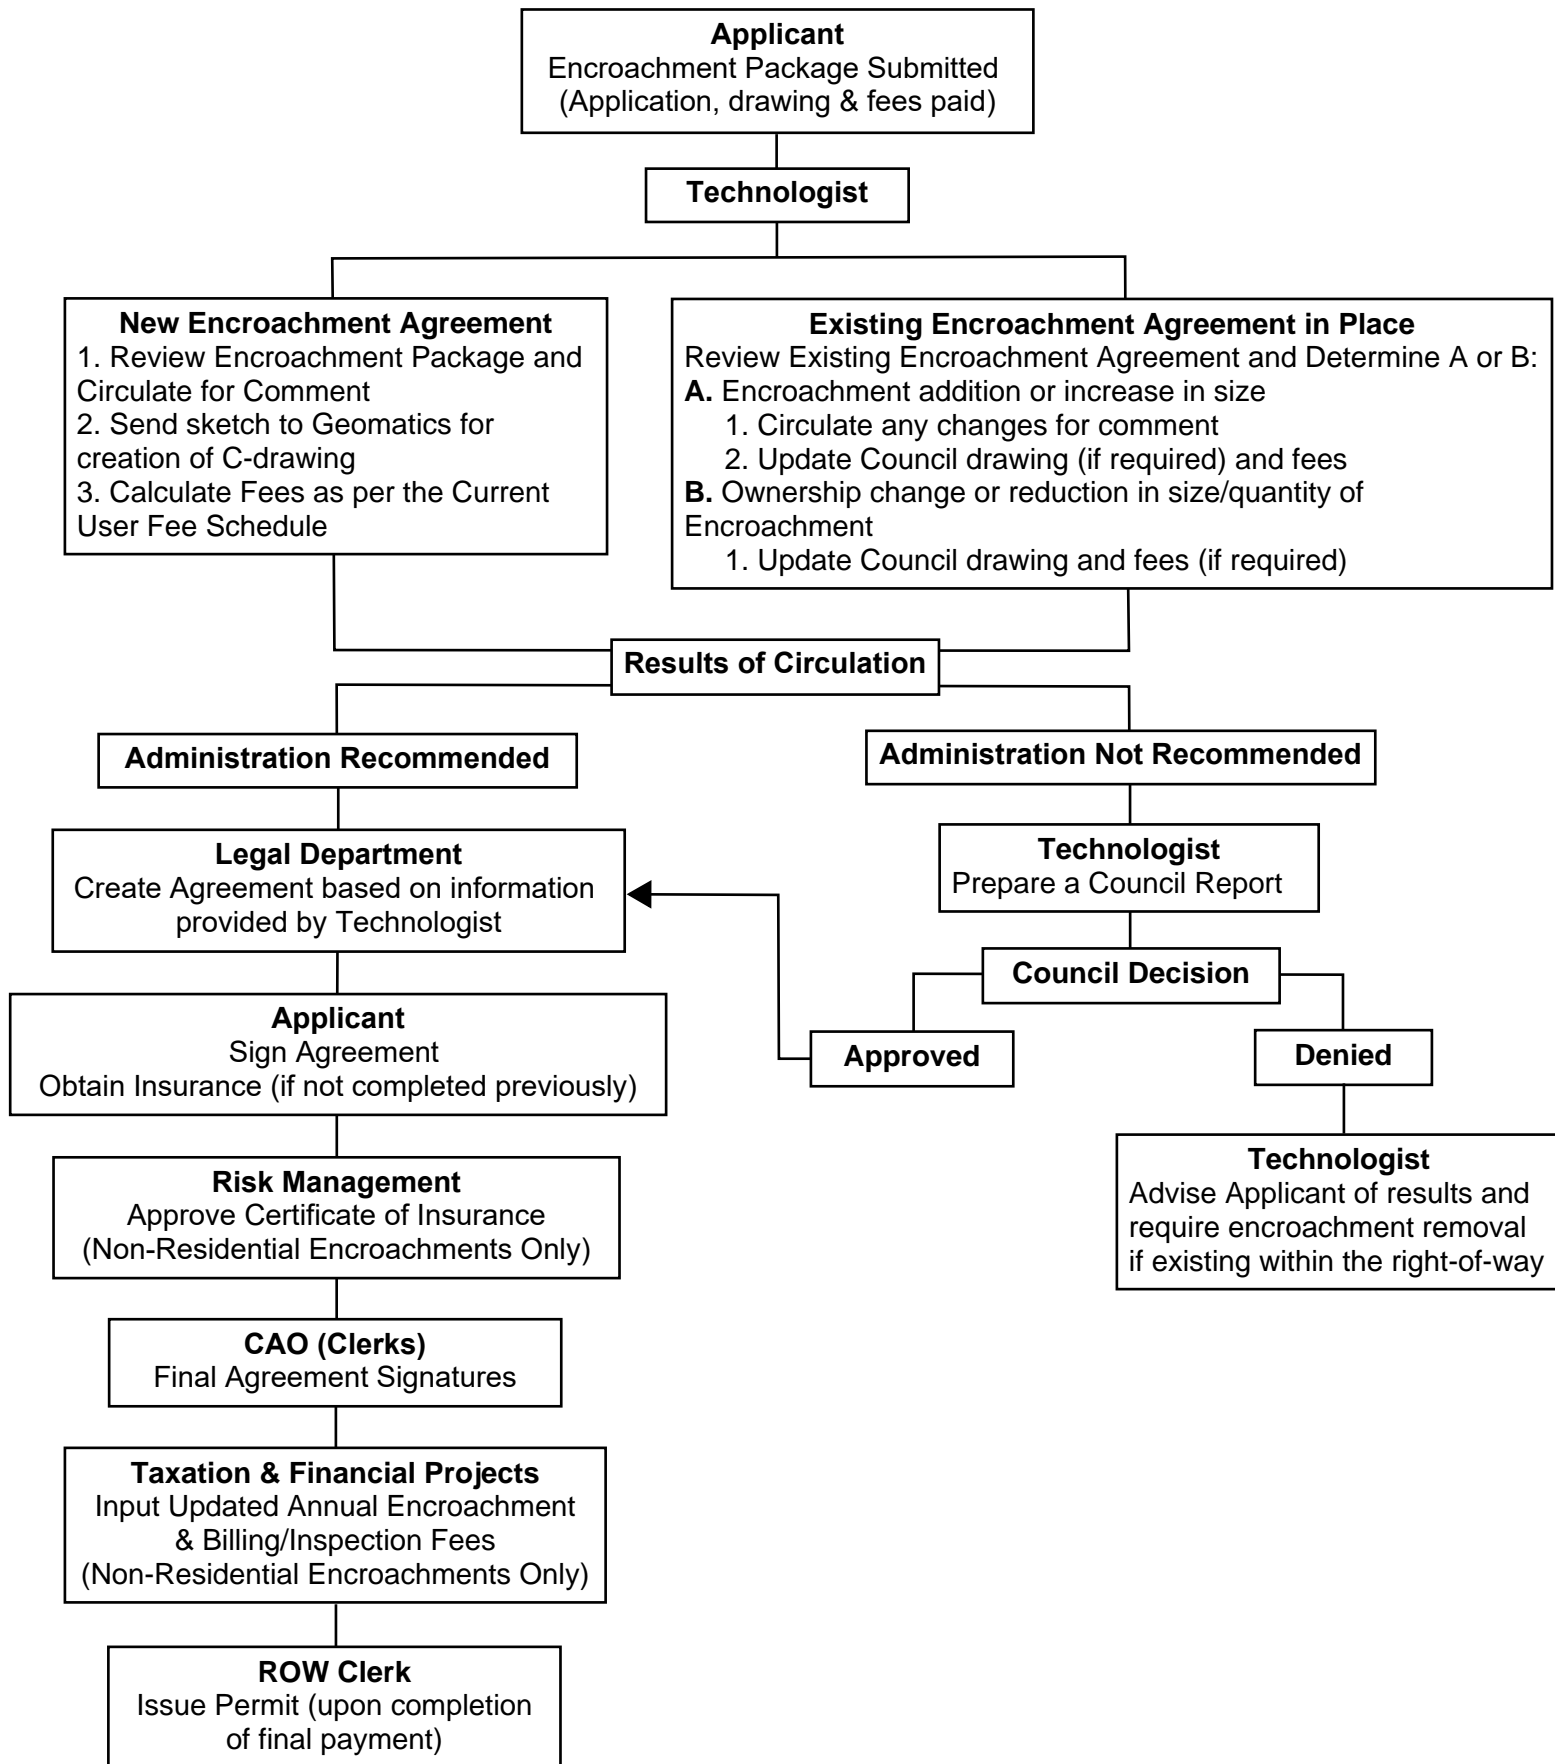 Applicant
Encroachment Package Submitted
(Application, drawing & fees paid)
Technologist
New Encroachment Agreement
1. Review Encroachment Package and
Circulate for Comment
2. Send sketch to Geomatics for
creation of C-drawing
3. Calculate Fees as per the Current
User Fee Schedule
Existing Encroachment Agreement in Place
Review Existing Encroachment Agreement and Determine A or B:
A. Encroachment addition or increase in size
1. Circulate any changes for comment
2. Update Council drawing (if required) and fees
B. Ownership change or reduction in size/quantity of
Encroachment
1. Update Council drawing and fees (if required)
Results of Circulation
Administration Recommended
Administration Not Recommended
Legal Department
Create Agreement based on information
provided by Technologist
Technologist
Prepare a Council Report
Council Decision
Applicant
Sign Agreement
Obtain Insurance (if not completed previously)
Approved
Denied
Risk Management
Approve Certificate of Insurance
(Non-Residential Encroachments Only)
Technologist
Advise Applicant of results and
require encroachment removal
if existing within the right-of-way
CAO (Clerks)
Final Agreement Signatures
Taxation & Financial Projects
Input Updated Annual Encroachment
& Billing/Inspection Fees
(Non-Residential Encroachments Only)
ROW Clerk
Issue Permit (upon completion
of final payment)